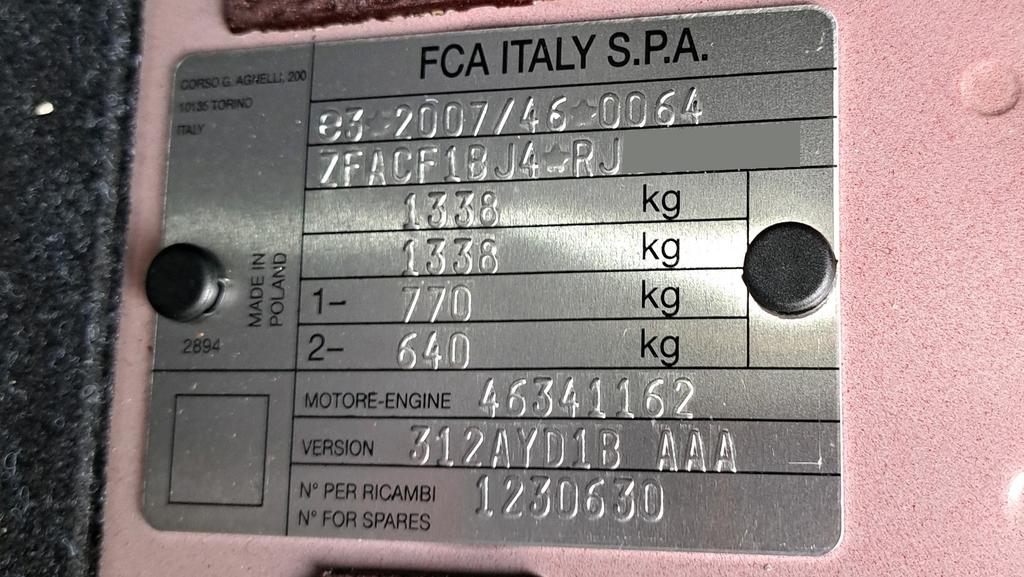 FCA ITALY S.P.A.
CORSO G. AGNELLI, 200
10135 TORINO
ITALY
e3*2007/46*0064
ZFACF1BJ4*RJ
1338 kg
1338 kg
1- 770 kg
2- 640 kg
MADE IN
POLAND
2894
MOTORE-ENGINE 46341162
VERSION 312AYD1B AAA
N° PER RICAMBI
N° FOR SPARES
1230630